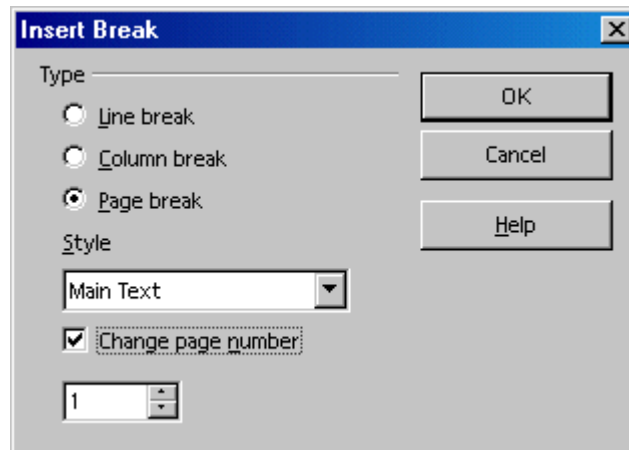 Insert Break
Type
Line break
Column break
Page break
Style
Main Text
Change page number
1
OK
Cancel
Help